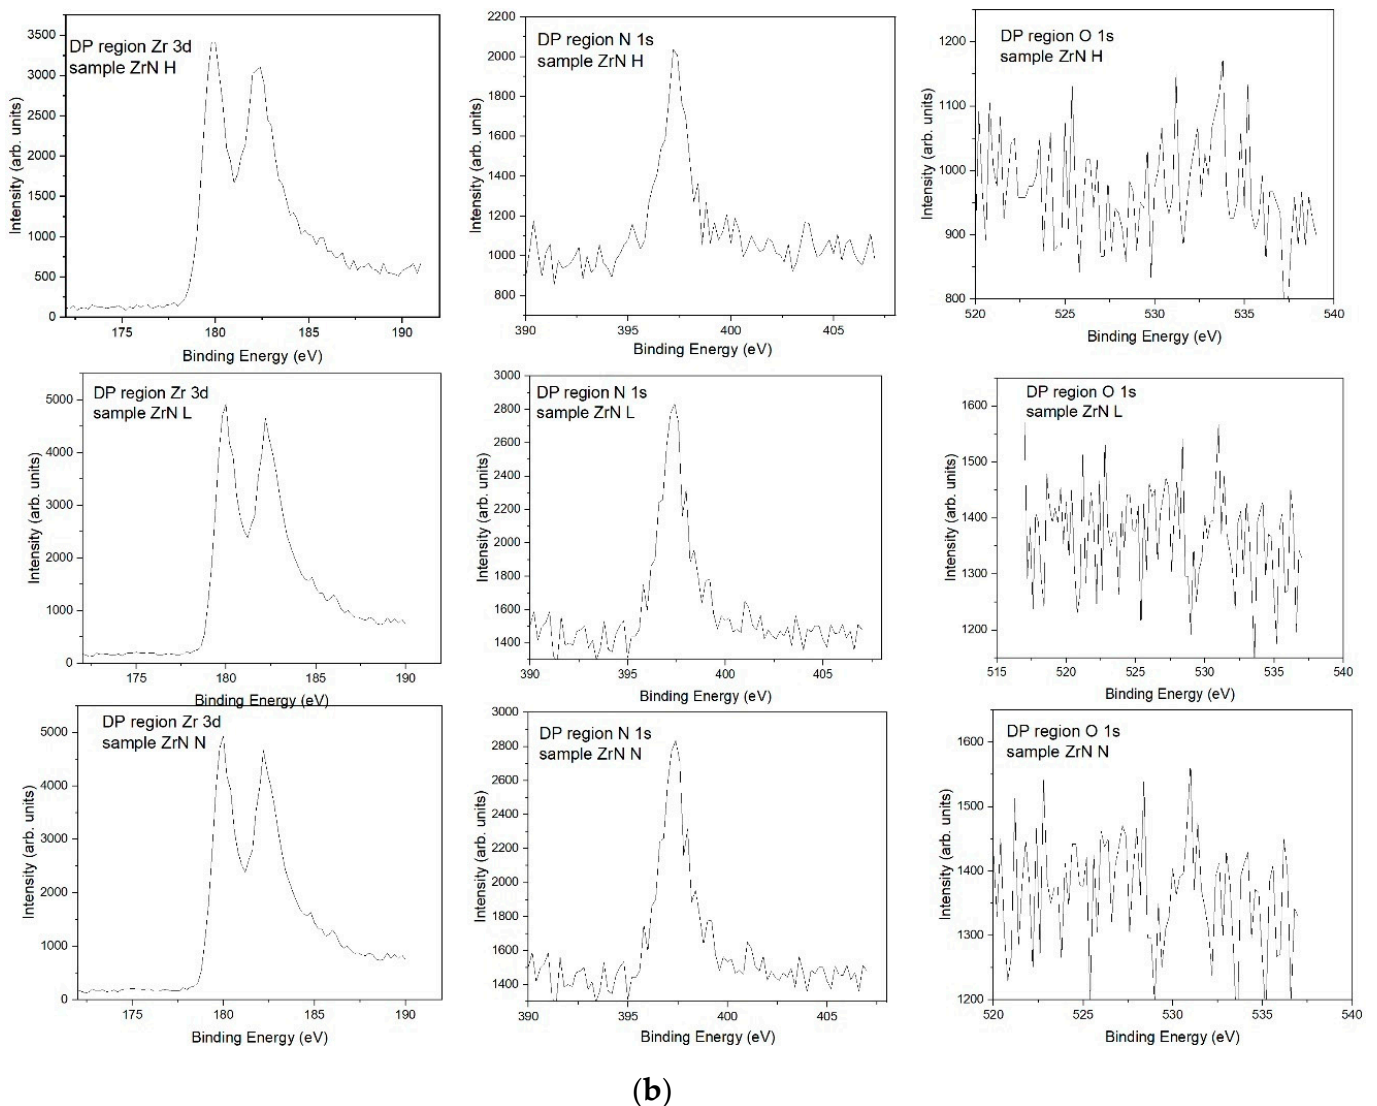 DP region Zr 3d
sample ZrN H
Intensity (arb. units)
3500
3000
2500
2000
1500
1000
500
0
175
180
185
190
Binding Energy (eV)
DP region N 1s
sample ZrN H
Intensity (arb. units)
2200
2000
1800
1600
1400
1200
1000
800
390
395
400
405
Binding Energy (eV)
DP region O 1s
sample ZrN H
Intensity (arb. units)
1200
1100
1000
900
800
520
525
530
535
540
Binding Energy (eV)
DP region Zr 3d
sample ZrN L
Intensity (arb. units)
5000
4000
3000
2000
1000
0
175
180
185
190
Binding Energy (eV)
DP region N 1s
sample ZrN L
Intensity (arb. units)
3000
2800
2600
2400
2200
2000
1800
1600
1400
390
395
400
405
Binding Energy (eV)
DP region O 1s
sample ZrN L
Intensity (arb. units)
1600
1500
1400
1300
1200
515
520
525
530
535
540
Binding Energy (eV)
DP region Zr 3d
sample ZrN N
Intensity (arb. units)
5000
4000
3000
2000
1000
0
175
180
185
190
Binding Energy (eV)
DP region N 1s
sample ZrN N
Intensity (arb. units)
3000
2800
2600
2400
2200
2000
1800
1600
1400
390
395
400
405
Binding Energy (eV)
DP region O 1s
sample ZrN N
Intensity (arb. units)
1600
1500
1400
1300
1200
520
525
530
535
540
Binding Energy (eV)
(b)